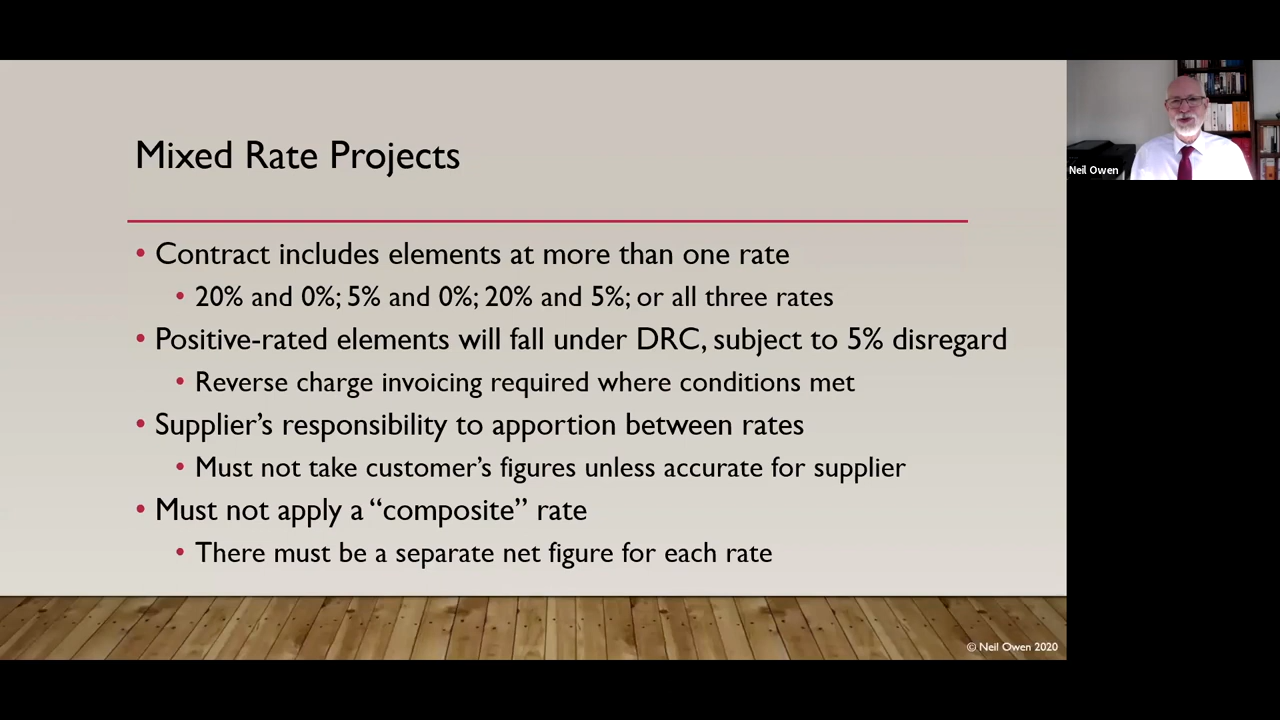 Mixed Rate Projects
• Contract includes elements at more than one rate
• 20% and 0%; 5% and 0%; 20% and 5%; or all three rates
• Positive-rated elements will fall under DRC, subject to 5% disregard
• Reverse charge invoicing required where conditions met
• Supplier’s responsibility to apportion between rates
• Must not take customer’s figures unless accurate for supplier
• Must not apply a “composite” rate
• There must be a separate net figure for each rate
© Neil Owen 2020
Neil Owen